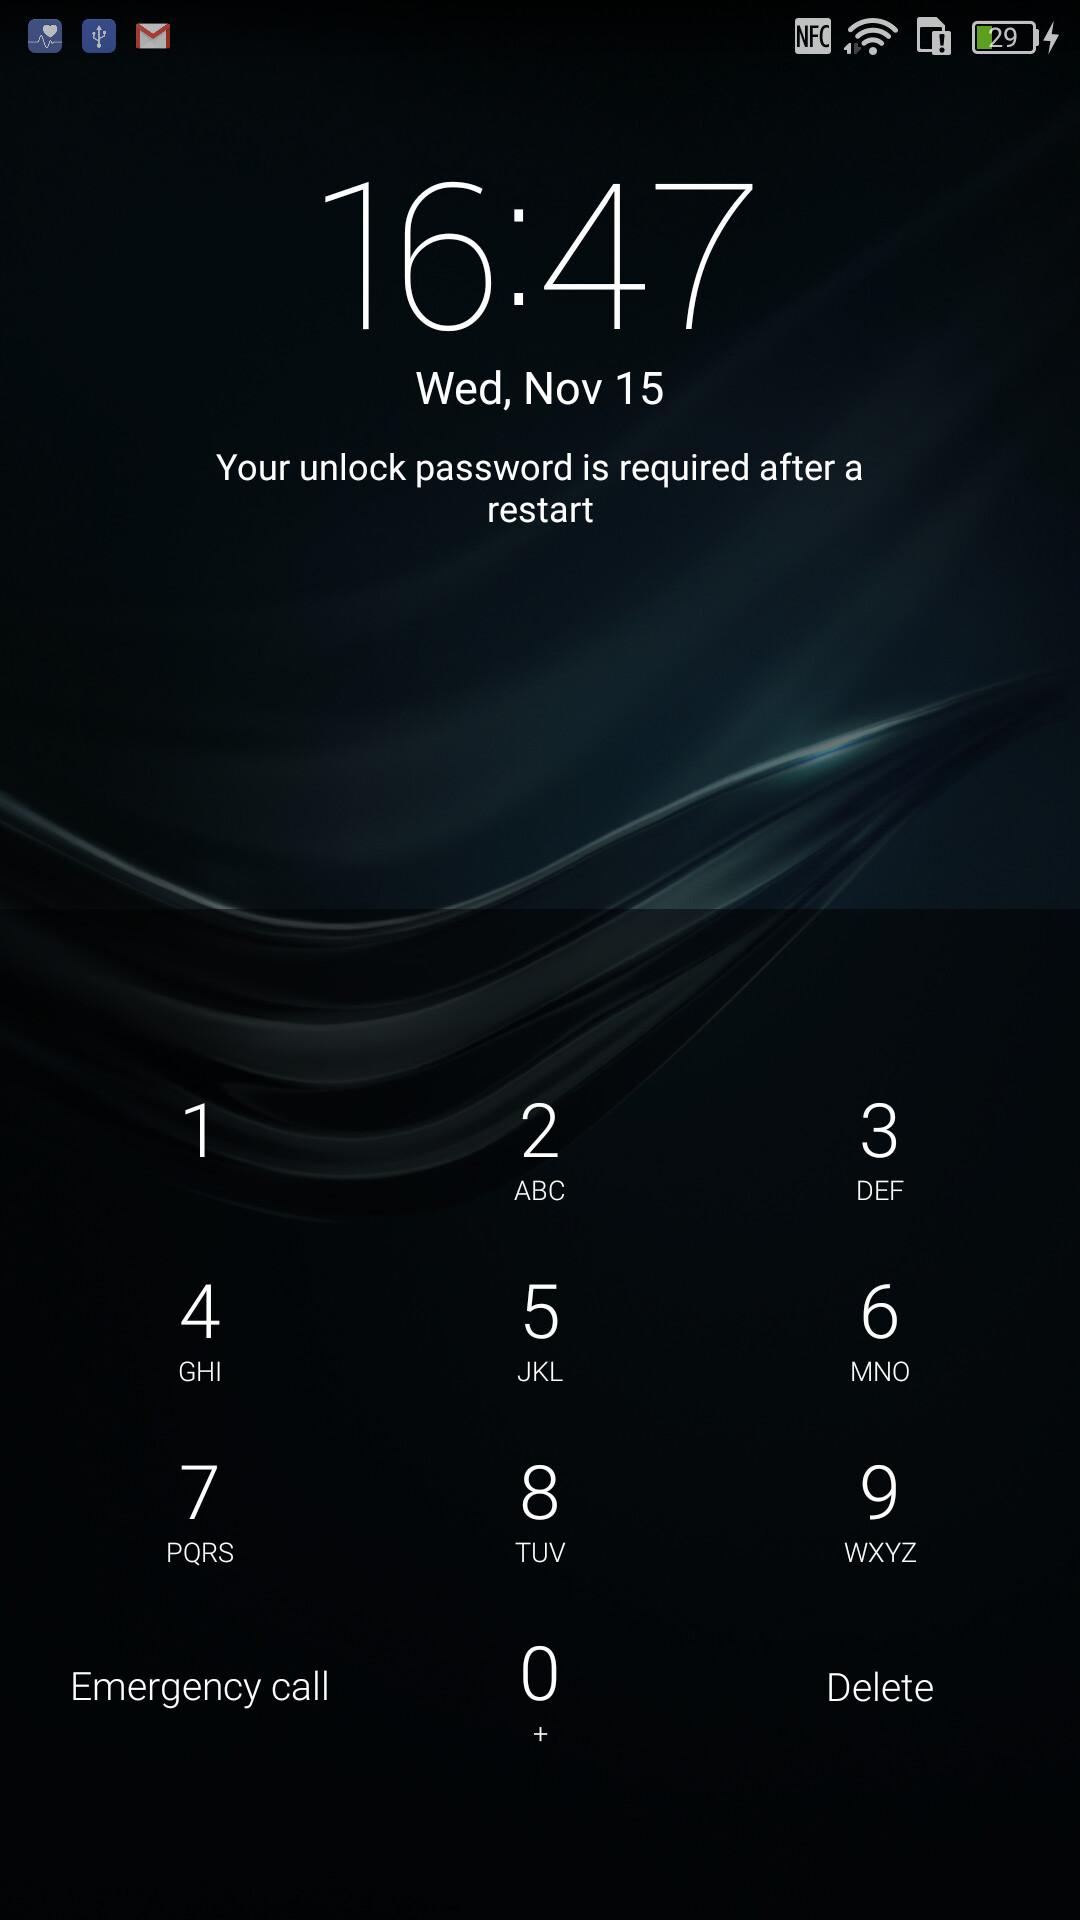 NFC 29
16:47
Wed, Nov 15
Your unlock password is required after a
restart
1 2 3
ABC DEF
4 5 6
GHI JKL MNO
7 8 9
PQRS TUV WXYZ
Emergency call 0 Delete
+